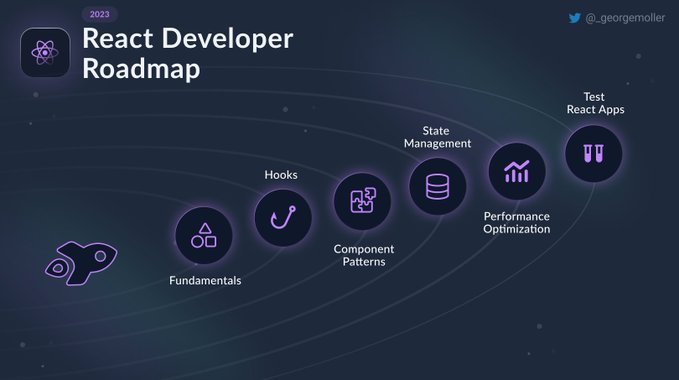 2023
React Developer
Roadmap
@_georgemoller
Fundamentals
Hooks
Component
Patterns
State
Management
Performance
Optimization
Test
React Apps